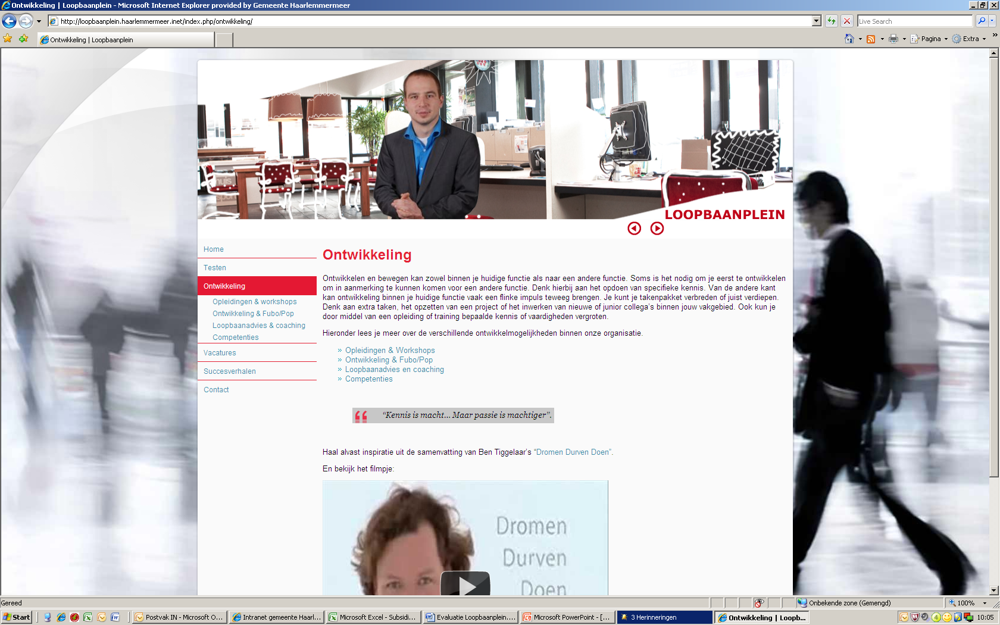 Ontwikkeling | Loopbaanplein - Microsoft Internet Explorer provided by Gemeente Haarlemmermeer
http://loopbaanplein.haarlemmermeer.inet/index.php/ontwikkeling/
Live Search
Ontwikkeling | Loopbaanplein
Pagina
Extra
LOOPBAANPLEIN
Home
Testen
Ontwikkeling
Opleidingen & workshops
Ontwikkeling & Fubo/Pop
Loopbaanadvies & coaching
Competenties
Vacatures
Succesverhalen
Contact
Ontwikkeling
Ontwikkelen en bewegen kan zowel binnen je huidige functie als naar een andere functie. Soms is het nodig om je eerst te ontwikkelen
om in aanmerking te kunnen komen voor een andere functie. Denk hierbij aan het opdoen van specifieke kennis. Van de andere kant
kan ontwikkeling binnen je huidige functie vaak een flinke impuls teweeg brengen. Je kunt je takenpakket verbreden of juist verdiepen.
Denk aan extra taken, het opzetten van een project of het inwerken van nieuwe of junior collega's binnen jouw vakgebied. Ook kun je
door middel van een opleiding of training bepaalde kennis of vaardigheden vergroten.
Hieronder lees je meer over de verschillende ontwikkelmogelijkheden binnen onze organisatie.
» Opleidingen & Workshops
» Ontwikkeling & Fubo/Pop
» Loopbaanadvies en coaching
» Competenties
“Kennis is macht... Maar passie is machtiger”.
Haal alvast inspiratie uit de samenvatting van Ben Tiggelaar's “Dromen Durven Doen”.
En bekijk het filmpje:
Dromen
Durven
Doen
Gereed
Onbekende zone (Gemengd)
100%
Start
Postvak IN - Microsoft O...
Intranet gemeente Haarl...
Microsoft Excel - Subsidi...
Evaluatie Loopbaanplein....
Microsoft PowerPoint - [...
3 Herinneringen
Ontwikkeling | Loopb...
10:05